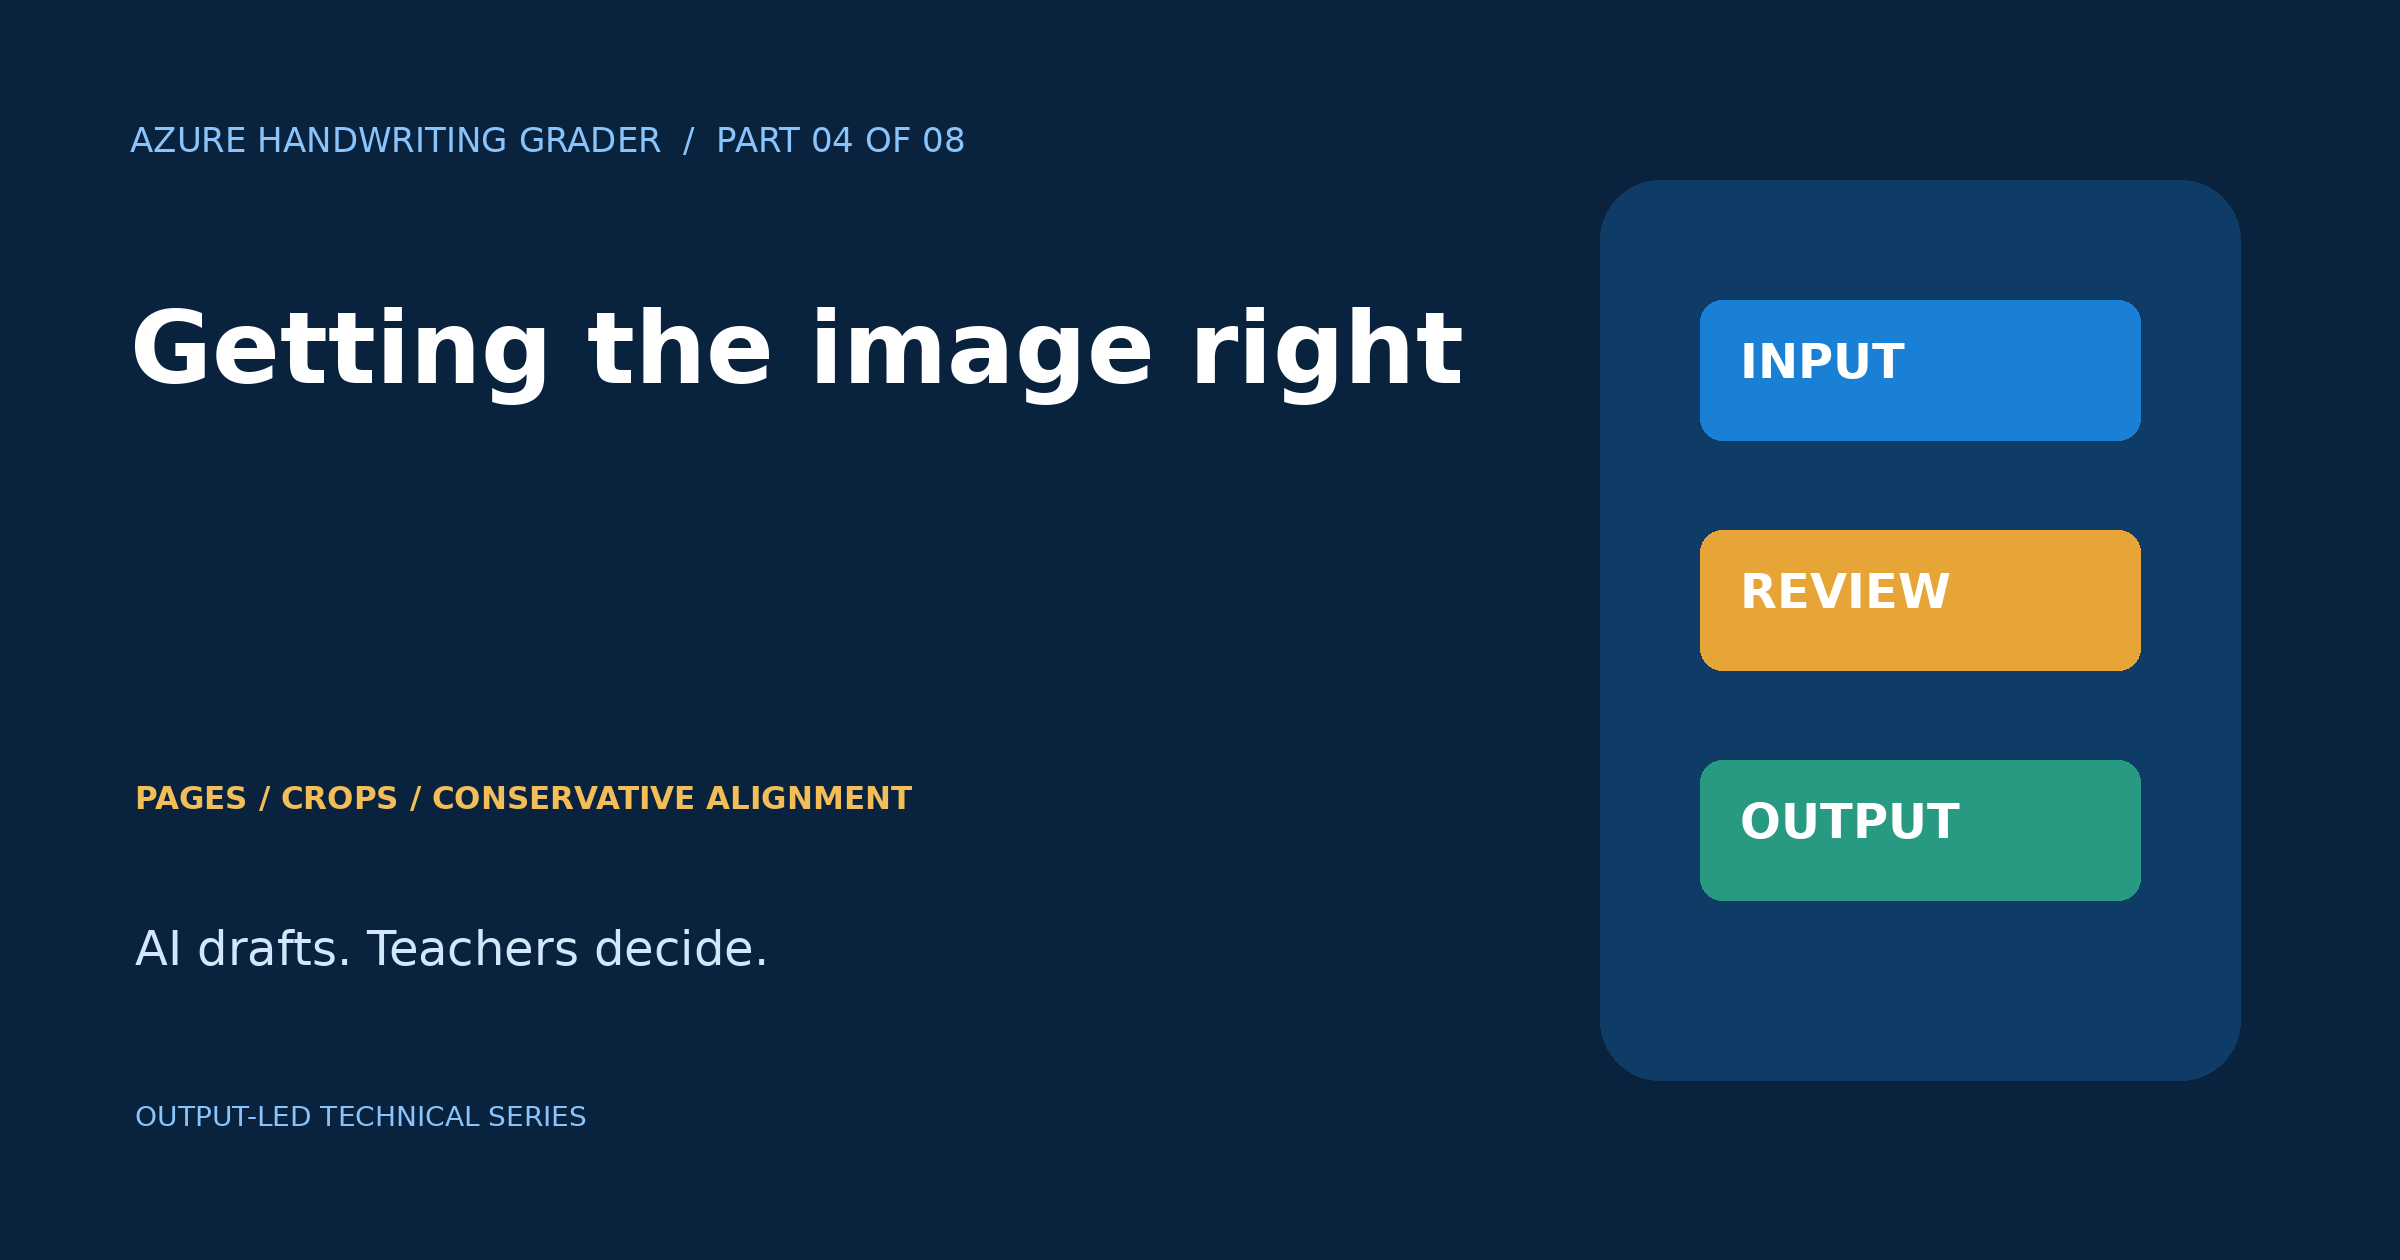 AZURE HANDWRITING GRADER / PART 04 OF 08
Getting the image right
PAGES / CROPS / CONSERVATIVE ALIGNMENT
AI drafts. Teachers decide.
OUTPUT-LED TECHNICAL SERIES
INPUT
REVIEW
OUTPUT